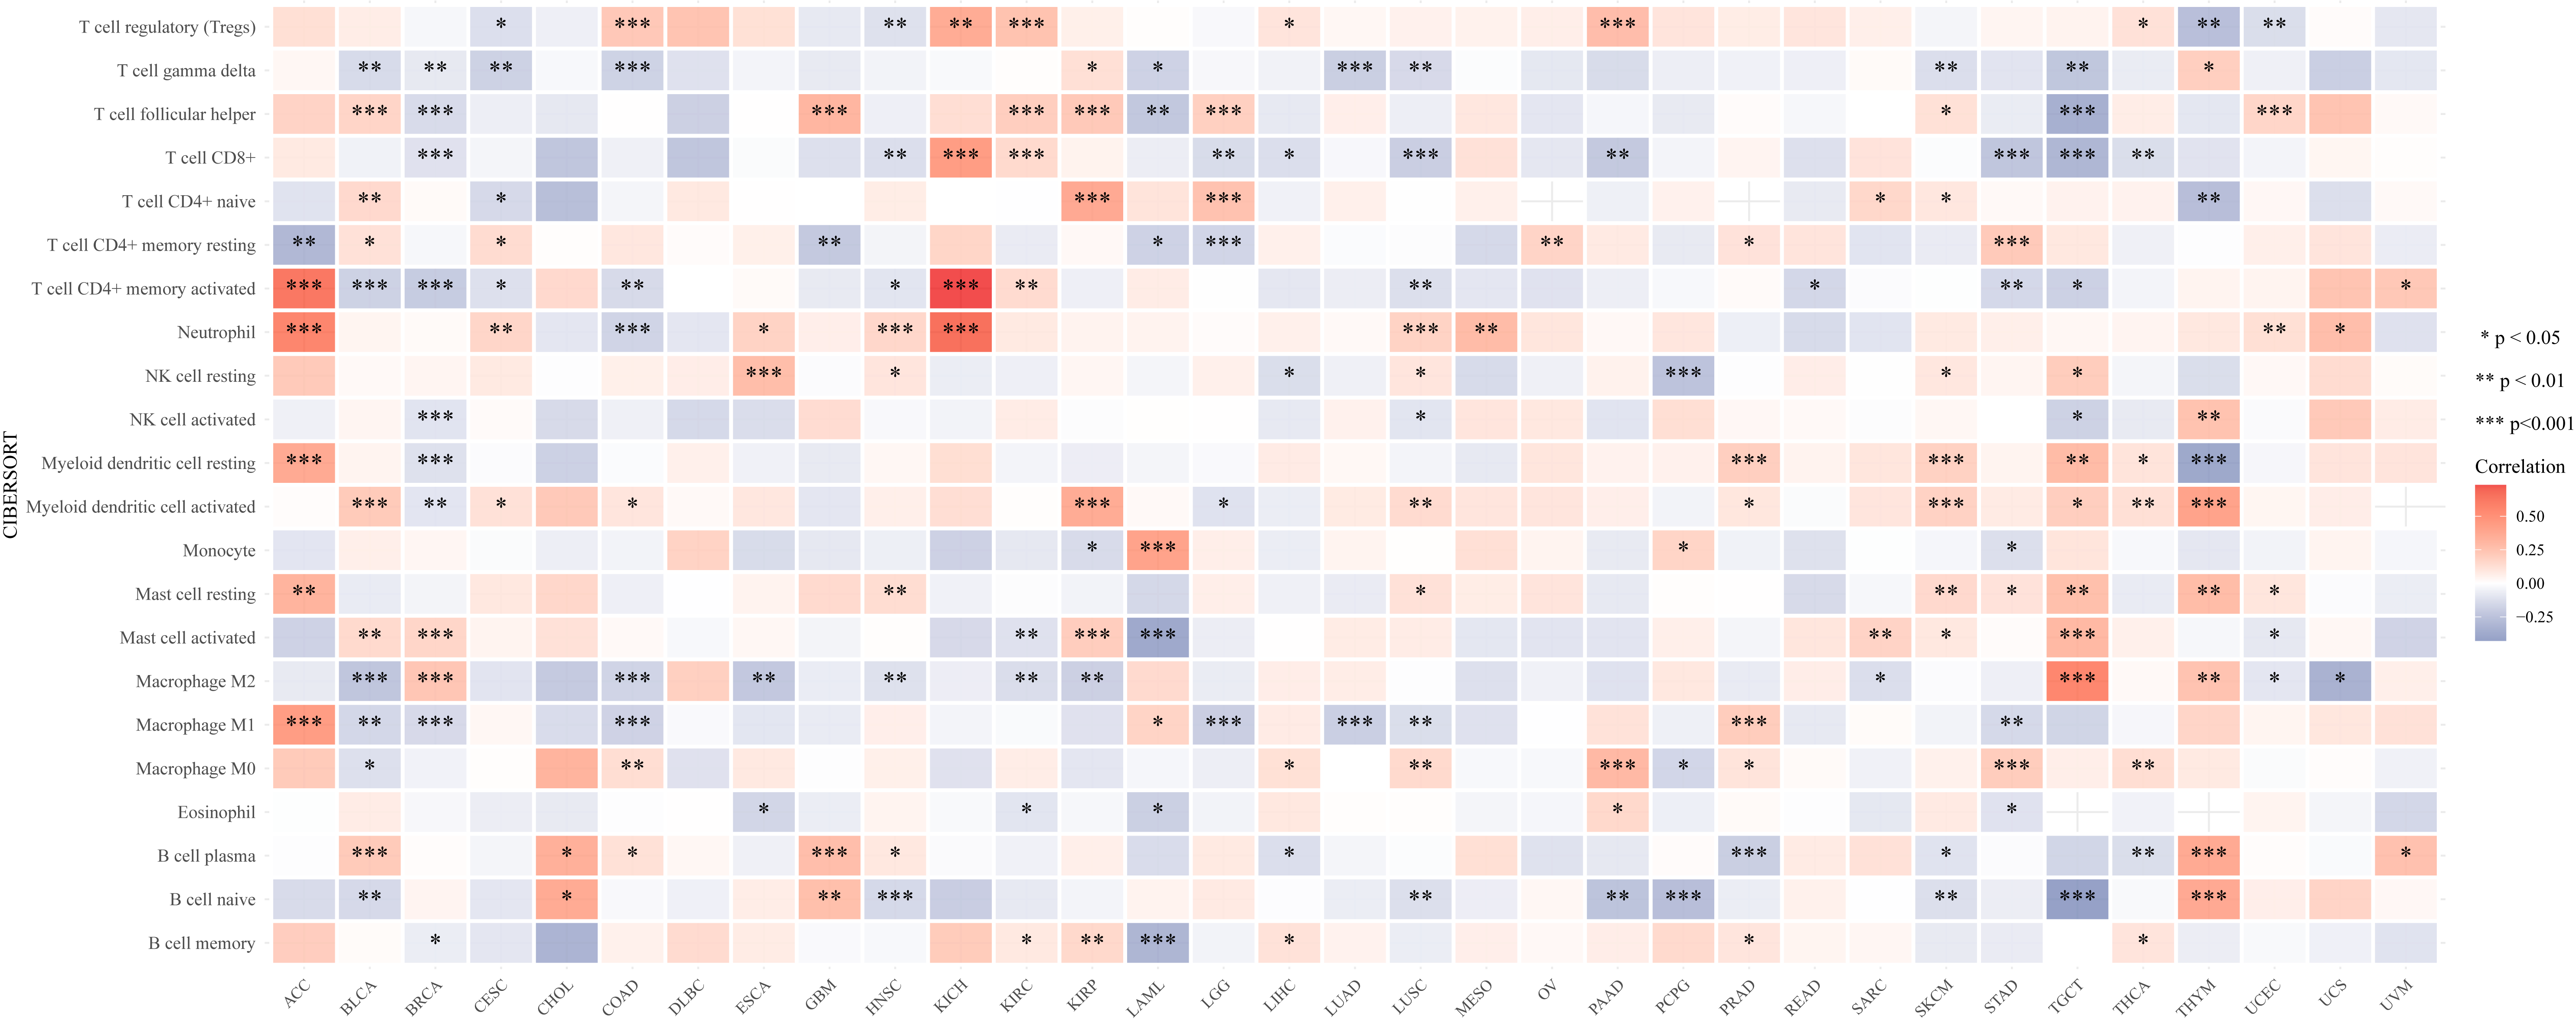 CIBERSORT
T cell regulatory (Tregs) * *** ** ** *** * *** * ** **
T cell gamma delta ** ** ** *** * * *** ** ** ** *
T cell follicular helper *** *** *** *** *** ** *** * *** ***
T cell CD8+ *** ** *** *** ** * *** ** *** *** **
T cell CD4+ naive ** * *** *** * * **
T cell CD4+ memory resting ** * * ** * *** ** * ***
T cell CD4+ memory activated *** *** *** * ** * *** ** ** * ** * *
Neutrophil *** ** *** * *** *** *** ** ** *
NK cell resting *** * * * *** * *
NK cell activated *** * * **
Myeloid dendritic cell resting *** *** *** *** ** * ***
Myeloid dendritic cell activated *** ** * * *** * ** * *** * ** ***
Monocyte * *** * *
Mast cell resting ** ** * ** * ** ** *
Mast cell activated ** *** ** *** *** ** * *** *
Macrophage M2 *** *** *** ** ** ** ** * *** ** * *
Macrophage M1 *** ** *** *** * *** *** ** *** **
Macrophage M0 * ** * ** *** * * *** **
Eosinophil * * * * *
B cell plasma *** * * *** * * *** * ** *** *
B cell naive ** * ** *** ** ** *** ** *** ***
B cell memory * * ** *** * * *
ACC BLCA BRCA CESC CHOL COAD DLBC ESCA GBM HNSC KICH KIRC KIRP LAML LGG LIHC LUAD LUSC MESO OV PAAD PCPG PRAD READ SARC SKCM STAD TGCT THCA THYM UCEC UCS UVM
* p < 0.05
** p < 0.01
*** p<0.001
Correlation
0.50
0.25
0.00
−0.25